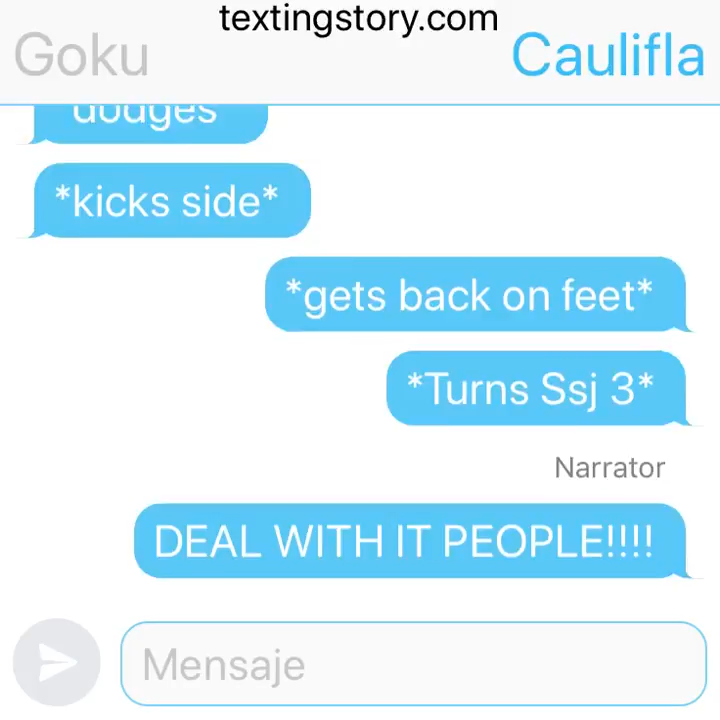 textingstory.com
Goku
Caulifla
dodges
*kicks side*
*gets back on feet*
*Turns Ssj 3*
Narrator
DEAL WITH IT PEOPLE!!!!
Mensaje